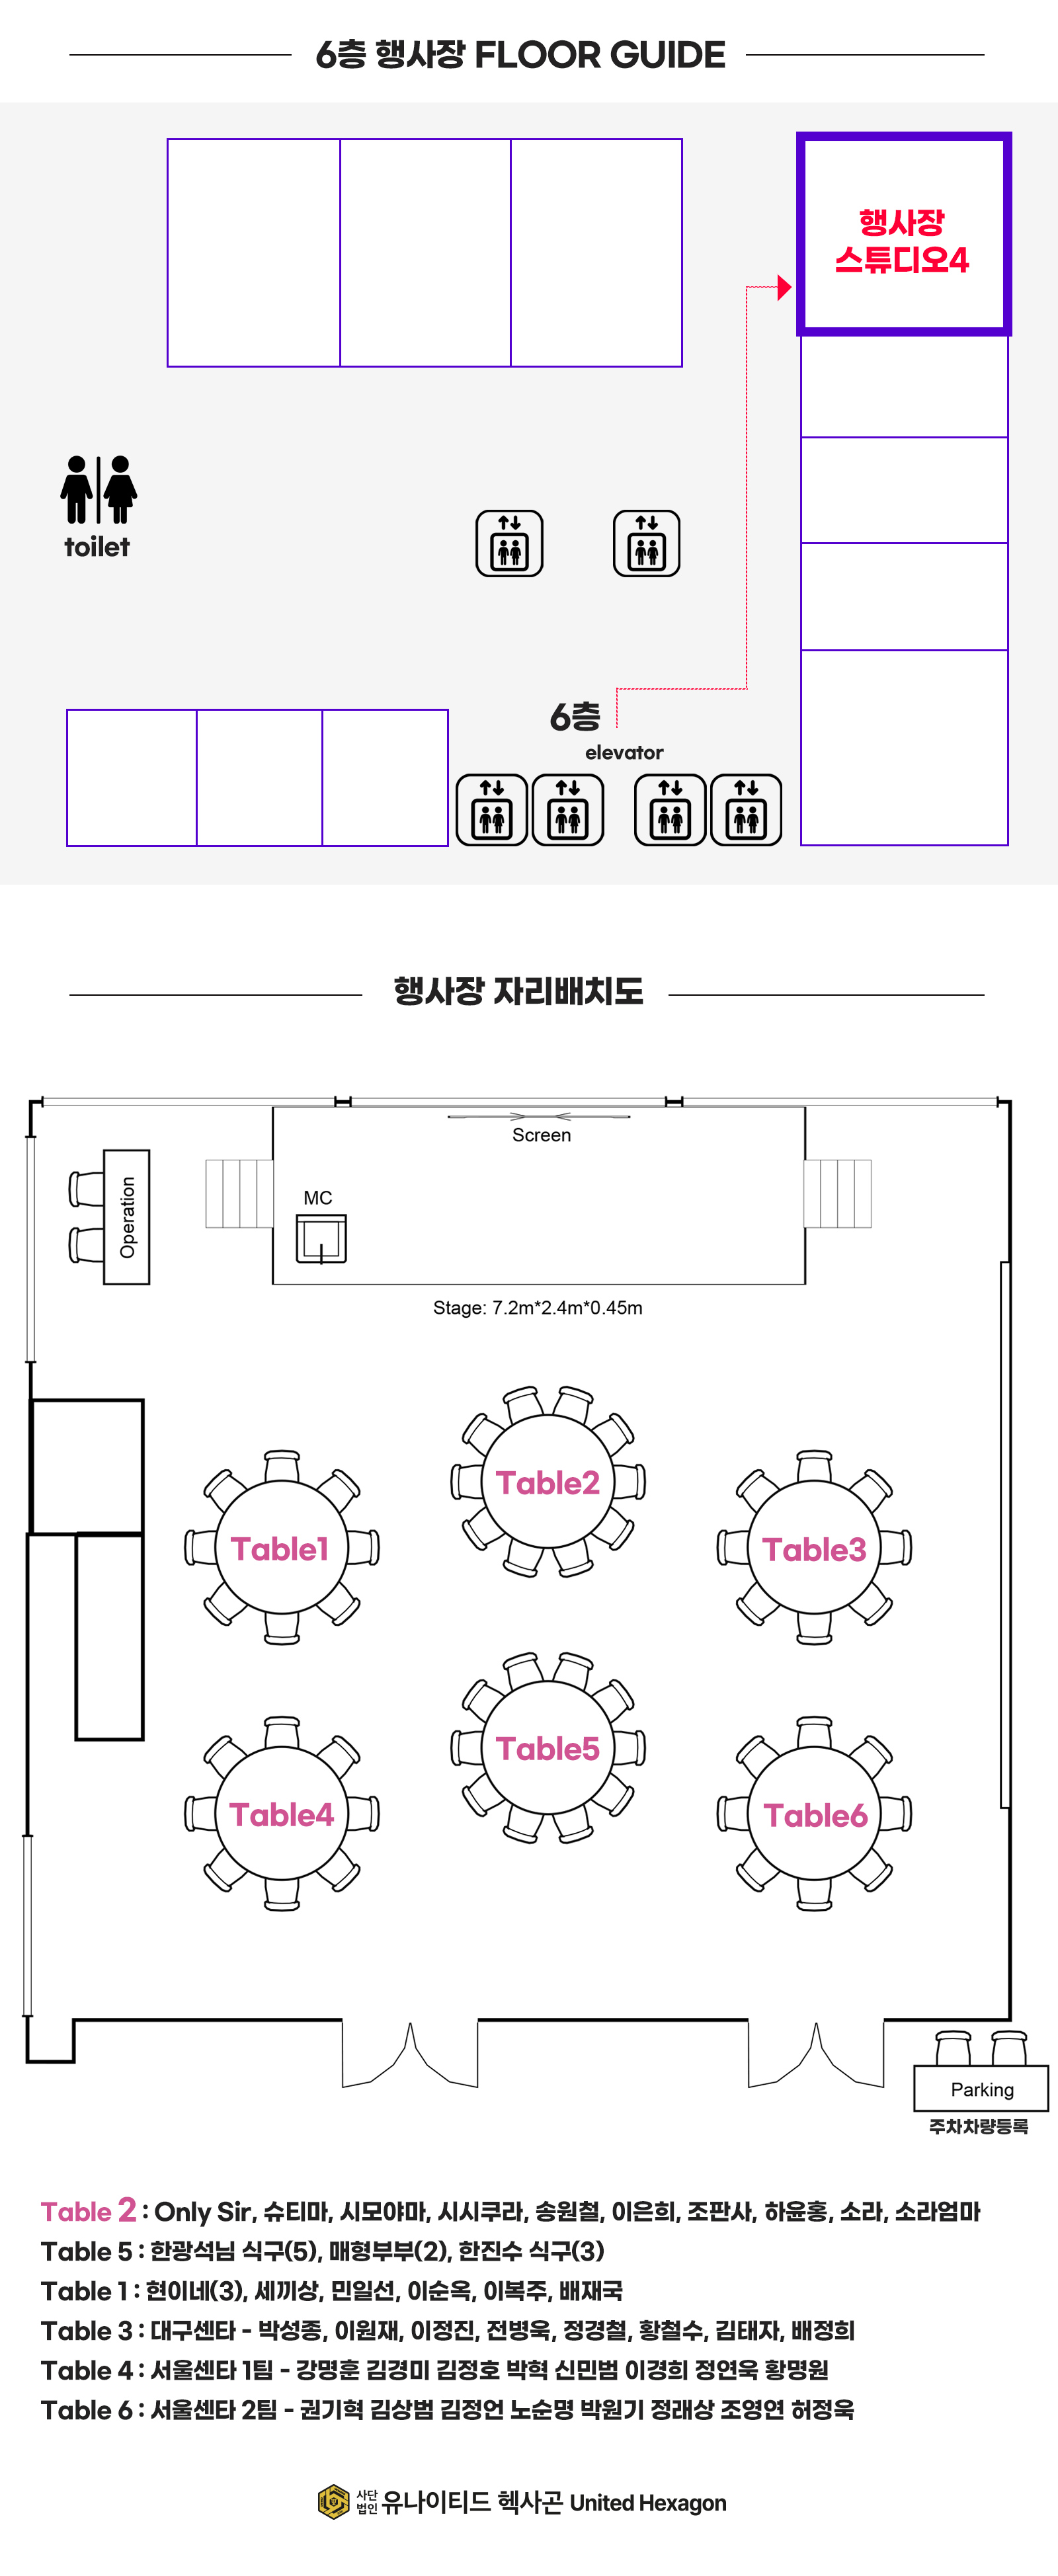 6층 행사장 FLOOR GUIDE
행사장
스튜디오4
toilet
6층
elevator
행사장 자리배치도
Screen
MC
Operation
Stage: 7.2m*2.4m*0.45m
Table2
Table1
Table3
Table5
Table4
Table6
Parking
주차차량등록
Table 2 : Only Sir, 슈티마, 시모야마, 시시쿠라, 송원철, 이은희, 조판사, 하윤홍, 소라, 소라엄마
Table 5 : 한광석님 식구(5), 매형부부(2), 한진수 식구(3)
Table 1 : 현이네(3), 세끼상, 민일선, 이순옥, 이복주, 배재국
Table 3 : 대구센타 - 박성종, 이원재, 이정진, 전병욱, 정경철, 황철수, 김태자, 배정희
Table 4 : 서울센타 1팀 - 강명훈 김경미 김정호 박혁 신민범 이경희 정연욱 황명원
Table 6 : 서울센타 2팀 - 권기혁 김상범 김정언 노순명 박원기 정래상 조영연 허정욱
사단법인 유나이티드 헥사곤 United Hexagon